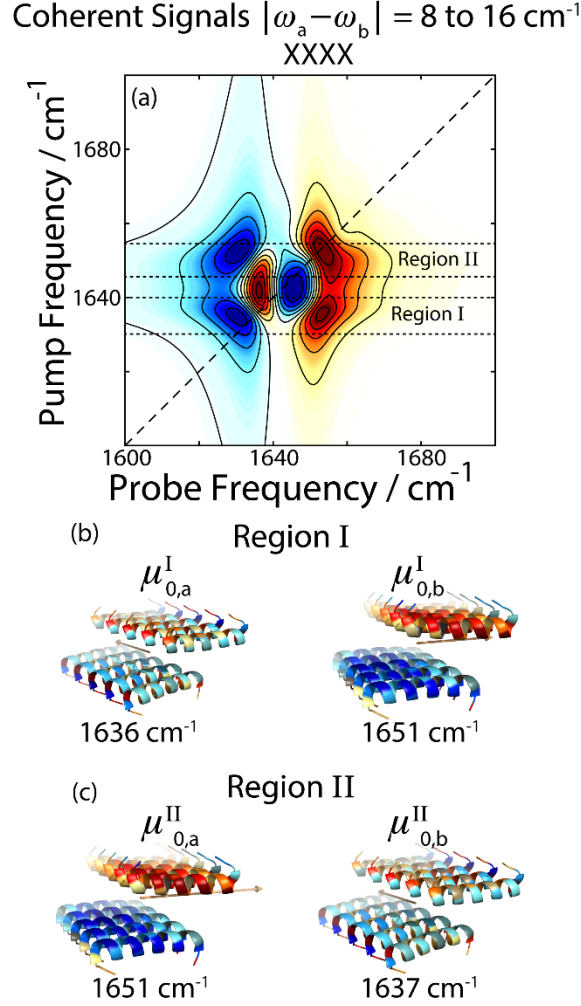 Coherent Signals |ωa−ωb| = 8 to 16 cm-1
XXXX
(a)
Pump Frequency / cm-1
1680
1640
Region II
Region I
1600
1640
1680
Probe Frequency / cm-1
(b)
Region I
μI0,a
μI0,b
1636 cm-1
1651 cm-1
(c)
Region II
μII0,a
μII0,b
1651 cm-1
1637 cm-1